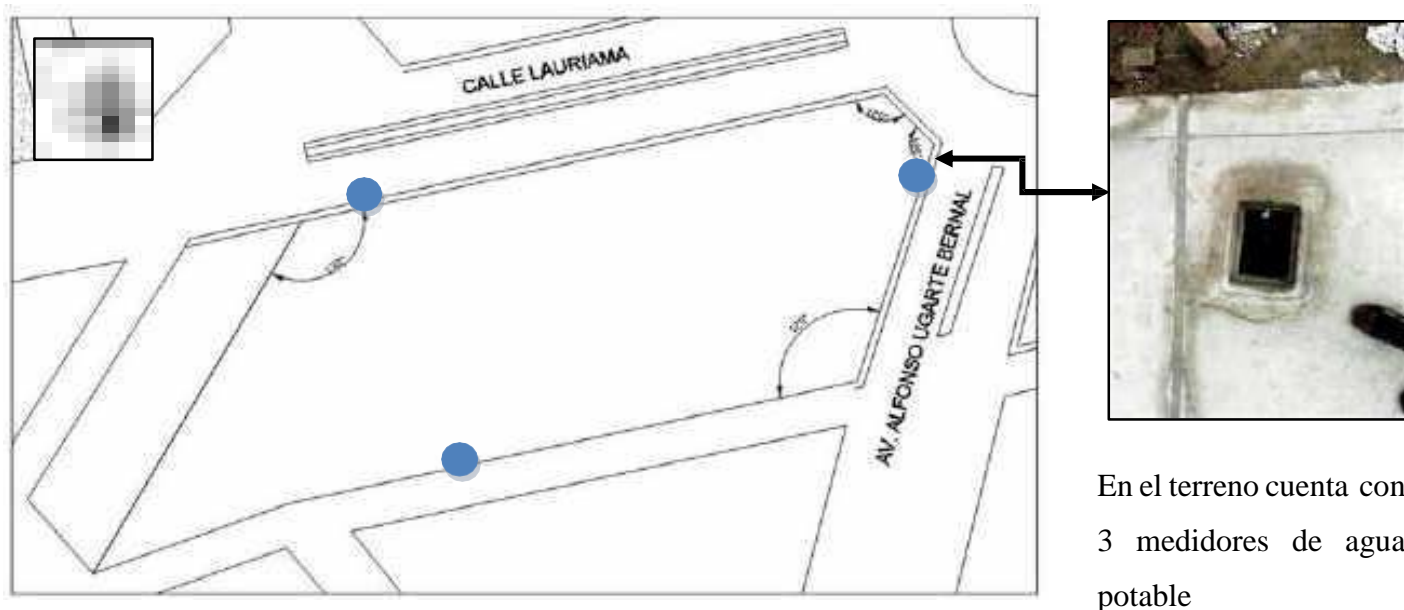 CALLE LAURIAMA
AV. ALFONSO UGARTE BERNAL
En el terreno cuenta con
3 medidores de agua
potable